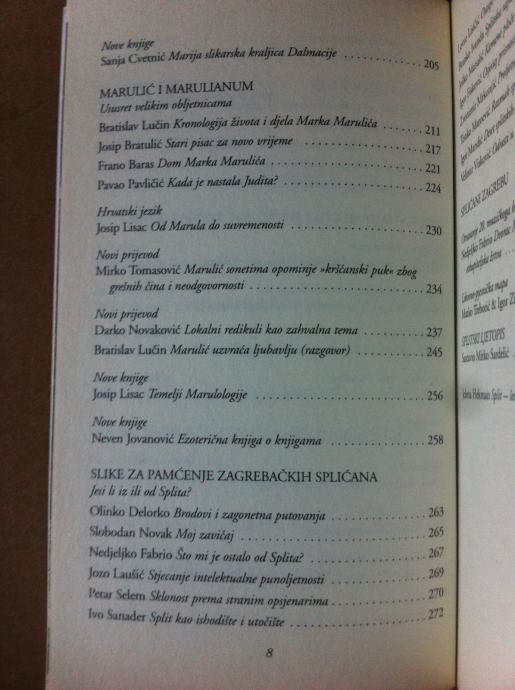 Nove knjige
Sanja Cvetnić Marija slikarska kraljica Dalmacije 205
MARULIĆ I MARULIANUM
Ususret velikim obljetnicama
Bratislav Lučin Kronologija života i djela Marka Marulića 211
Josip Bratulić Stari pisac za novo vrijeme 217
Frano Baras Dom Marka Marulića 221
Pavao Pavličić Kada je nastala Judita? 224
Hrvatski jezik
Josip Lisac Od Marula do suvremenosti 230
Novi prijevod
Mirko Tomasović Marulić sonetima opominje »kršćanski puk« zbog
grešnih čina i neodgovornosti 234
Novi prijevod
Darko Novaković Lokalni redikuli kao zahvalna tema 237
Bratislav Lučin Marulić uzvraća ljubavlju (razgovor) 245
Nove knjige
Josip Lisac Temelji Marulologije 256
Nove knjige
Neven Jovanović Ezoterična knjiga o knjigama 258
SLIKE ZA PAMĆENJE ZAGREBAČKIH SPLIĆANA
Jesi li iz ili od Splita?
Olinko Delorko Brodovi i zagonetna putovanja 263
Slobodan Novak Moj zavičaj 265
Nedjeljko Fabrio Što mi je ostalo od Splita? 267
Jozo Laušić Stjecanje intelektualne punoljetnosti 269
Petar Selem Sklonost prema stranim opsjenarima 270
Ivo Sanader Split kao ishodište i utočište 272
8
SPLIĆANI ZAGREBU
SPLITSKI LJETOPIS